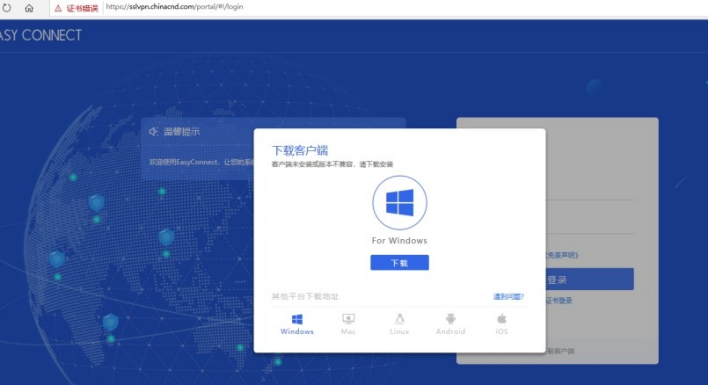 证书错误 https://sslvpn.chinacnd.com/portal/#!/login
ASY CONNECT
温馨提示
欢迎使用EasyConnect，让您的系
下载客户端
客户端未安装或版本不兼容，请下载安装
For Windows
下载
其他平台下载地址 遇到问题?
Windows Mac Linux Android iOS
《免责声明》
登录
证书登录
载客户端